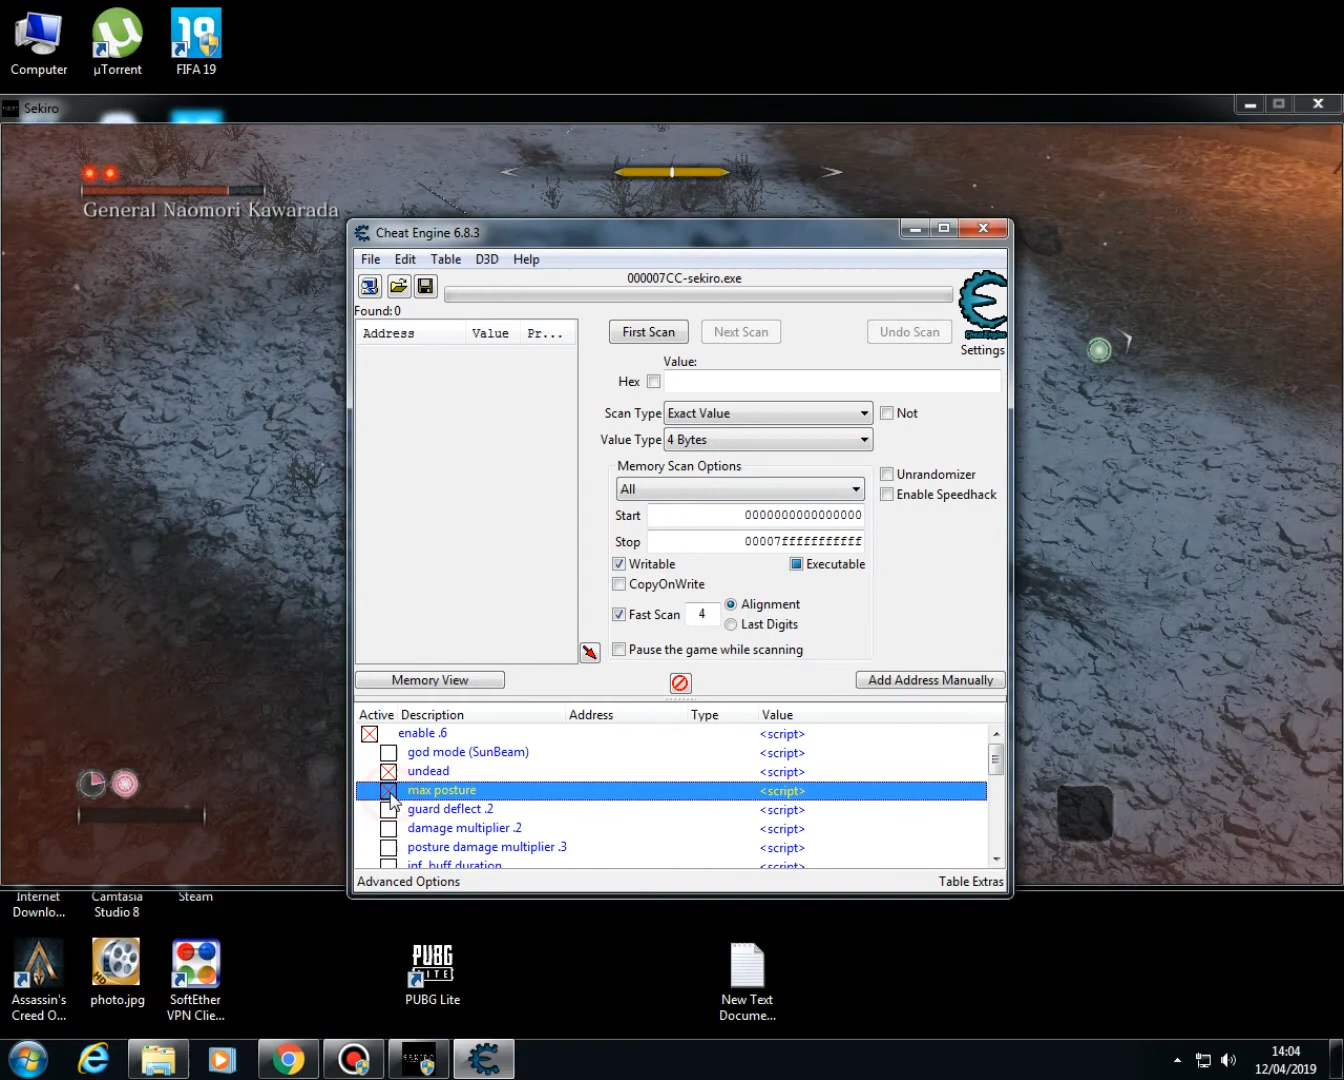 Computer
µTorrent
FIFA 19
Sekiro
General Naomori Kawarada
Cheat Engine 6.8.3
File Edit Table D3D Help
000007CC-sekiro.exe
Found: 0
Address Value Pr...
First Scan Next Scan Undo Scan
Settings
Value:
Hex
Scan Type Exact Value Not
Value Type 4 Bytes
Memory Scan Options
All
Unrandomizer
Enable Speedhack
Start 0000000000000000
Stop 00007fffffffffff
Writable Executable
CopyOnWrite
Fast Scan 4 Alignment
Last Digits
Pause the game while scanning
Memory View Add Address Manually
Active Description Address Type Value
enable .6 <script>
god mode (SunBeam) <script>
undead <script>
max posture <script>
guard deflect .2 <script>
damage multiplier .2 <script>
posture damage multiplier .3 <script>
inf. buff duration <script>
Advanced Options Table Extras
Internet
Downlo...
Camtasia
Studio 8
Steam
Assassin's
Creed O...
photo.jpg
SoftEther
VPN Clie...
PUBG
LITE
PUBG Lite
New Text
Docume...
SEKIRO
14:04
12/04/2019